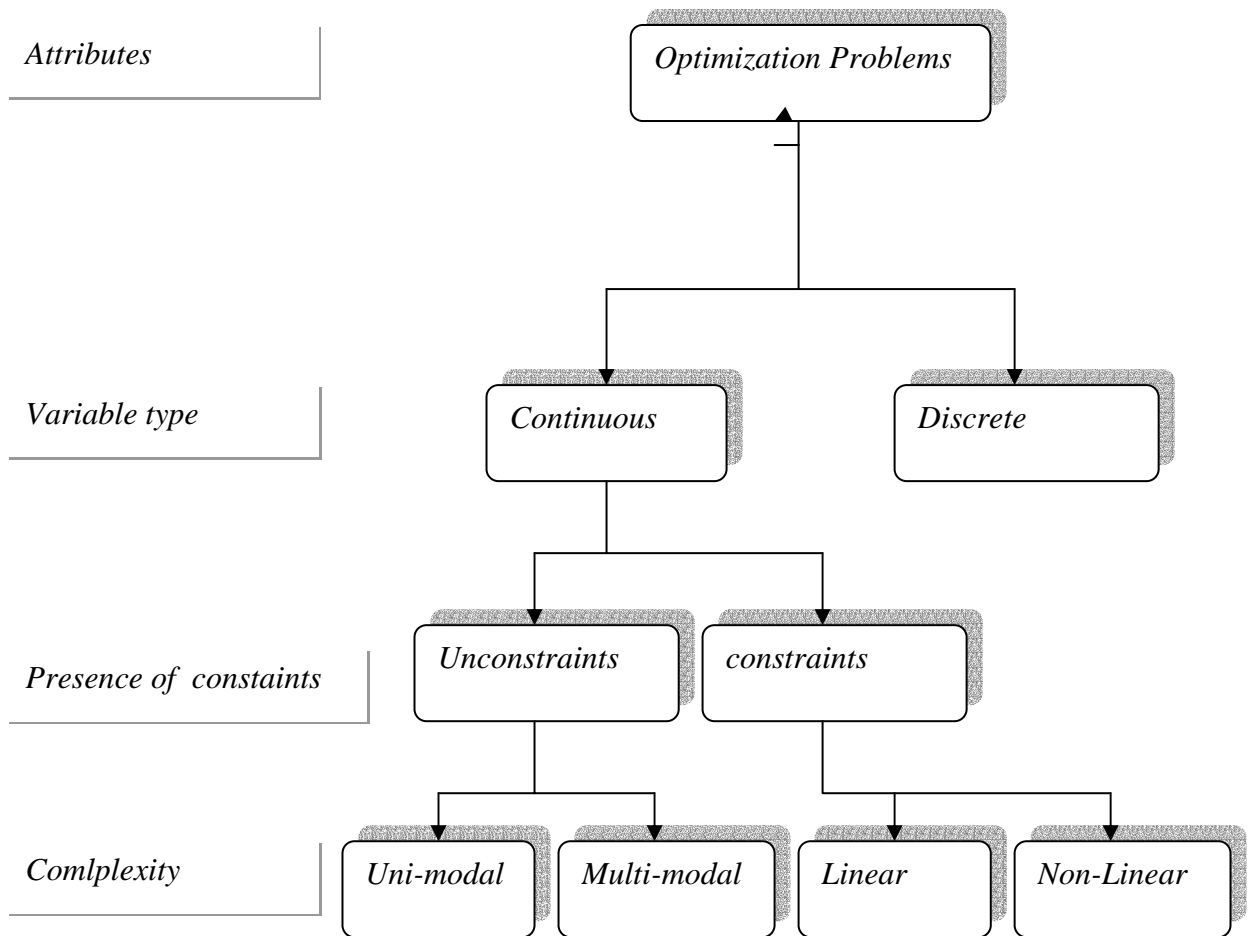 Attributes
Optimization Problems
Variable type
Continuous
Discrete
Presence of constaints
Unconstraints
constraints
Comlplexity
Uni-modal
Multi-modal
Linear
Non-Linear